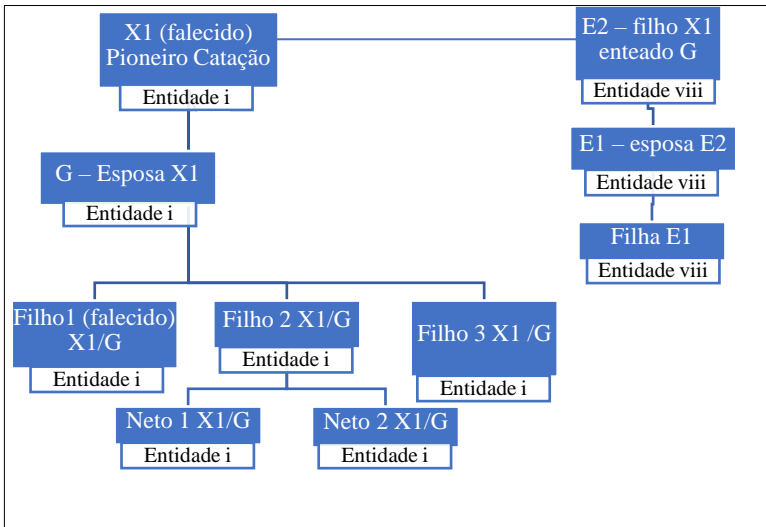 X1 (falecido)
Pioneiro Catação
Entidade i
E2 – filho X1
enteado G
Entidade viii
G – Esposa X1
Entidade i
E1 – esposa E2
Entidade viii
Filha E1
Entidade viii
Filho1 (falecido)
X1/G
Entidade i
Filho 2 X1/G
Entidade i
Filho 3 X1 /G
Entidade i
Neto 1 X1/G
Entidade i
Neto 2 X1/G
Entidade i